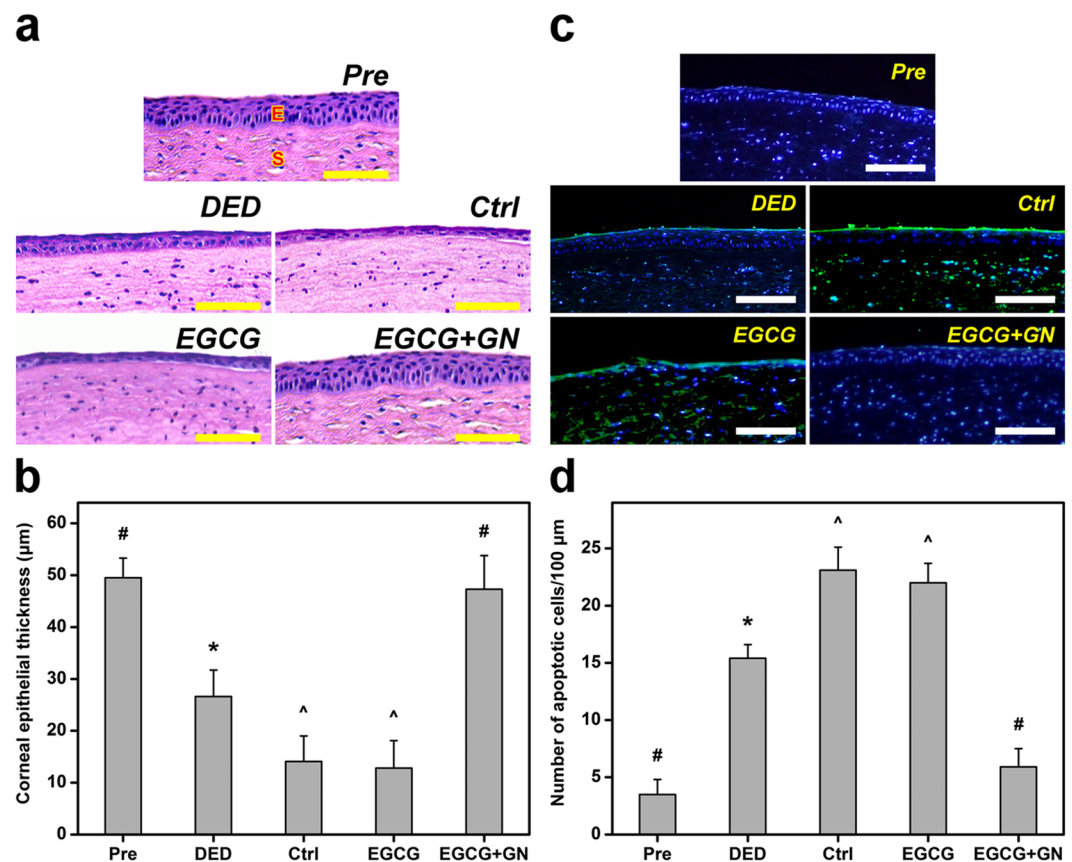 a
Pre
E
S
DED
Ctrl
EGCG
EGCG+GN
c
Pre
DED
Ctrl
EGCG
EGCG+GN
b
Corneal epithelial thickness (μm)
60
50
40
30
20
10
0
#
*
^
^
#
Pre DED Ctrl EGCG EGCG+GN
d
Number of apoptotic cells/100 μm
25
20
15
10
5
0
#
*
^
^
#
Pre DED Ctrl EGCG EGCG+GN